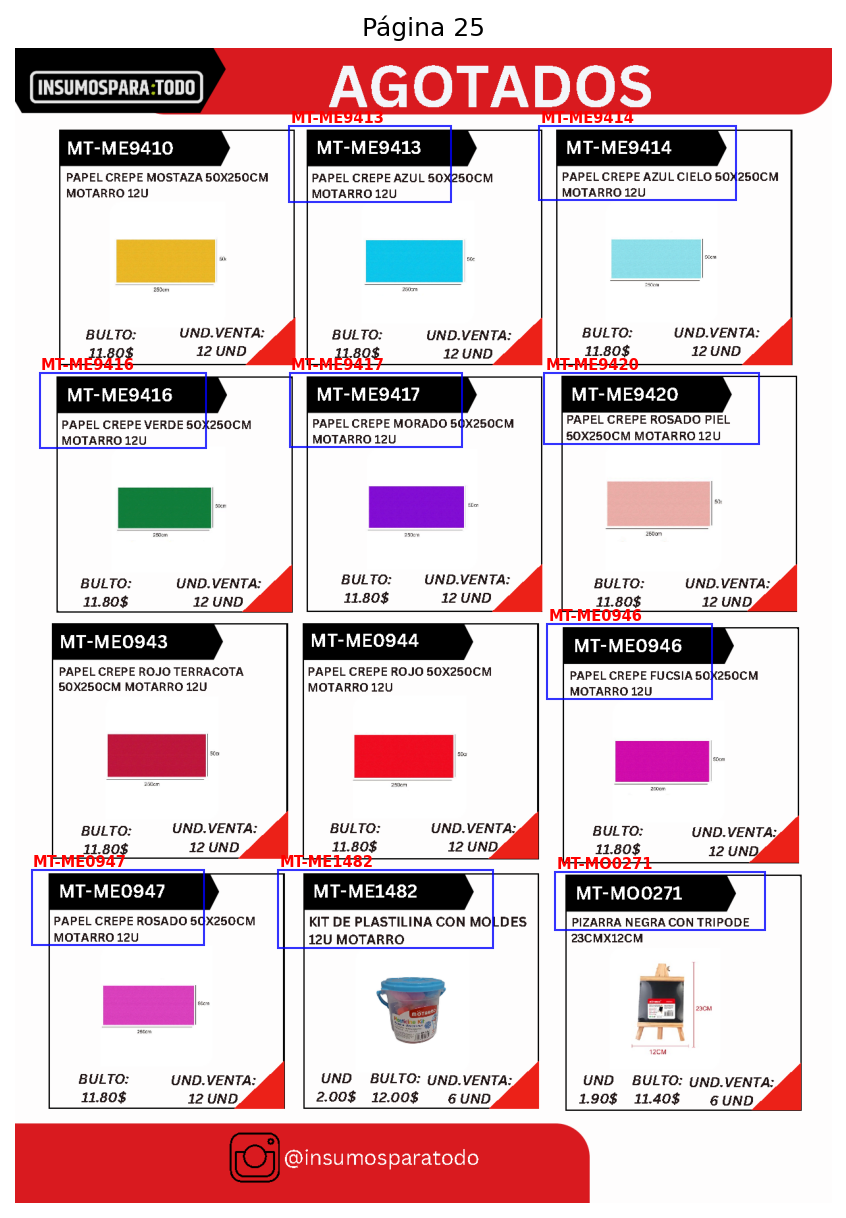 Página 25
INSUMOSPARA:TODO
AGOTADOS
MT-ME9413
MT-ME9414
MT-ME9410
MT-ME9413
MT-ME9414
PAPEL CREPE MOSTAZA 50X250CM
MOTARRO 12U
PAPEL CREPE AZUL 50X250CM
MOTARRO 12U
PAPEL CREPE AZUL CIELO 50X250CM
MOTARRO 12U
250cm
250cm
50cm
250cm
BULTO:
11.80$
UND.VENTA:
12 UND
BULTO:
11.80$
UND.VENTA:
12 UND
BULTO:
11.80$
UND.VENTA:
12 UND
MT-ME9416
MT-ME9417
MT-ME9420
MT-ME9416
MT-ME9417
MT-ME9420
PAPEL CREPE VERDE 50X250CM
MOTARRO 12U
PAPEL CREPE MORADO 50X250CM
MOTARRO 12U
PAPEL CREPE ROSADO PIEL
50X250CM MOTARRO 12U
50cm
250cm
50cm
250cm
250cm
BULTO:
11.80$
UND.VENTA:
12 UND
BULTO:
11.80$
UND.VENTA:
12 UND
BULTO:
11.80$
UND.VENTA:
12 UND
MT-ME0946
MT-ME0943
MT-ME0944
MT-ME0946
PAPEL CREPE ROJO TERRACOTA
50X250CM MOTARRO 12U
PAPEL CREPE ROJO 50X250CM
MOTARRO 12U
PAPEL CREPE FUCSIA 50X250CM
MOTARRO 12U
250cm
250cm
50cm
250cm
BULTO:
11.80$
UND.VENTA:
12 UND
BULTO:
11.80$
UND.VENTA:
12 UND
BULTO:
11.80$
UND.VENTA:
12 UND
MT-ME0947
MT-ME1482
MT-MO0271
MT-ME0947
MT-ME1482
MT-MO0271
PAPEL CREPE ROSADO 50X250CM
MOTARRO 12U
KIT DE PLASTILINA CON MOLDES
12U MOTARRO
PIZARRA NEGRA CON TRIPODE
23CMX12CM
50cm
250cm
MOTARRO
23CM
12CM
BULTO:
11.80$
UND.VENTA:
12 UND
UND
2.00$
BULTO:
12.00$
UND.VENTA:
6 UND
UND
1.90$
BULTO:
11.40$
UND.VENTA:
6 UND
@insumosparatodo